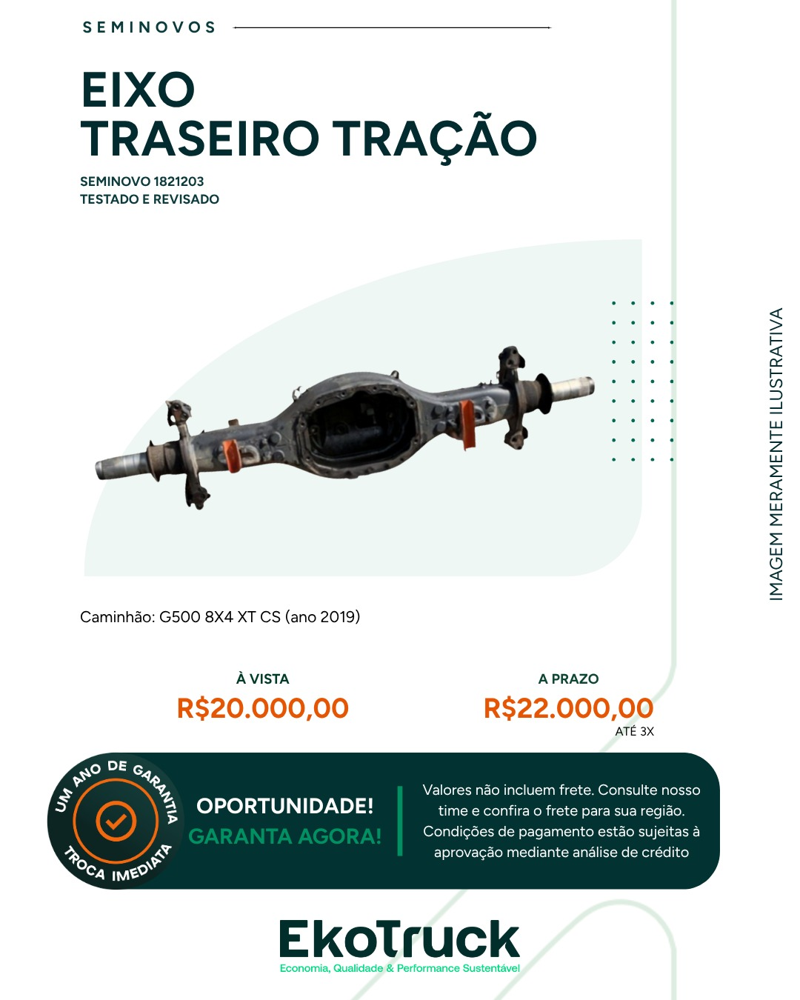 SEMINOVOS
EIXO
TRASEIRO TRAÇÃO
SEMINOVO 1821203
TESTADO E REVISADO
IMAGEM MERAMENTE ILUSTRATIVA
Caminhão: G500 8X4 XT CS (ano 2019)
À VISTA
R$20.000,00
A PRAZO
R$22.000,00
ATÉ 3X
UM ANO DE GARANTIA
TROCA IMEDIATA
OPORTUNIDADE!
GARANTA AGORA!
Valores não incluem frete. Consulte nosso
time e confira o frete para sua região.
Condições de pagamento estão sujeitas à
aprovação mediante análise de crédito
EkoTruck
Economia, Qualidade & Performance Sustentável